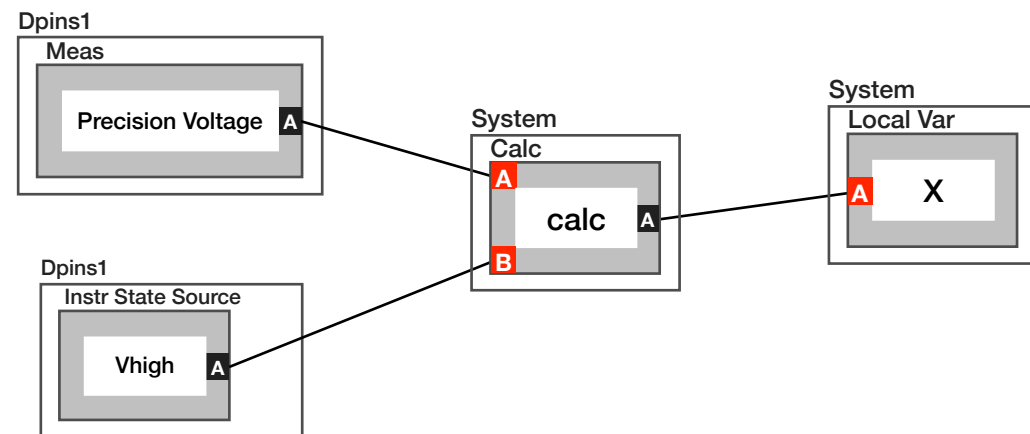 Dpins1
Meas
Precision Voltage
A
System
Calc
A
calc
A
B
System
Local Var
A
X
Dpins1
Instr State Source
Vhigh
A